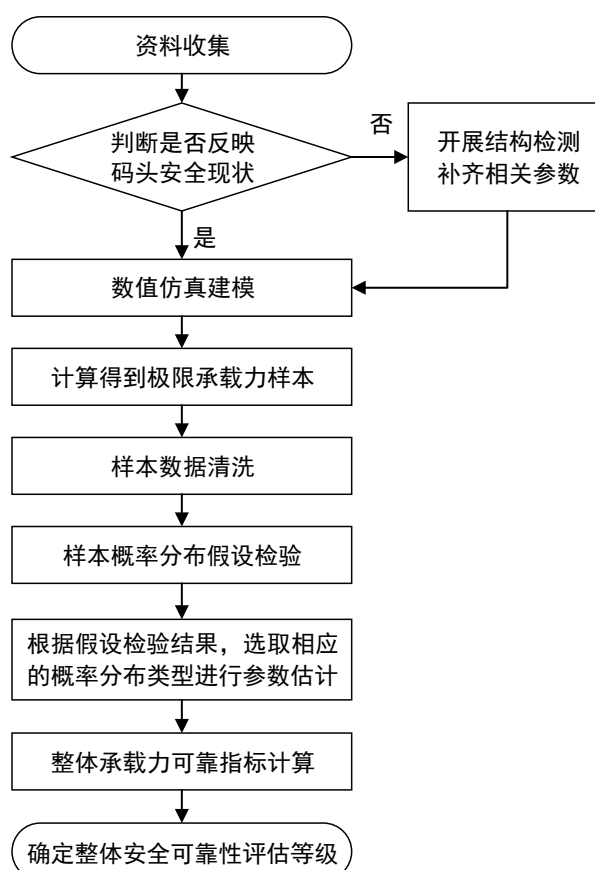 资料收集
判断是否反映
码头安全现状
否
开展结构检测
补齐相关参数
是
数值仿真建模
计算得到极限承载力样本
样本数据清洗
样本概率分布假设检验
根据假设检验结果，选取相应
的概率分布类型进行参数估计
整体承载力可靠指标计算
确定整体安全可靠性评估等级